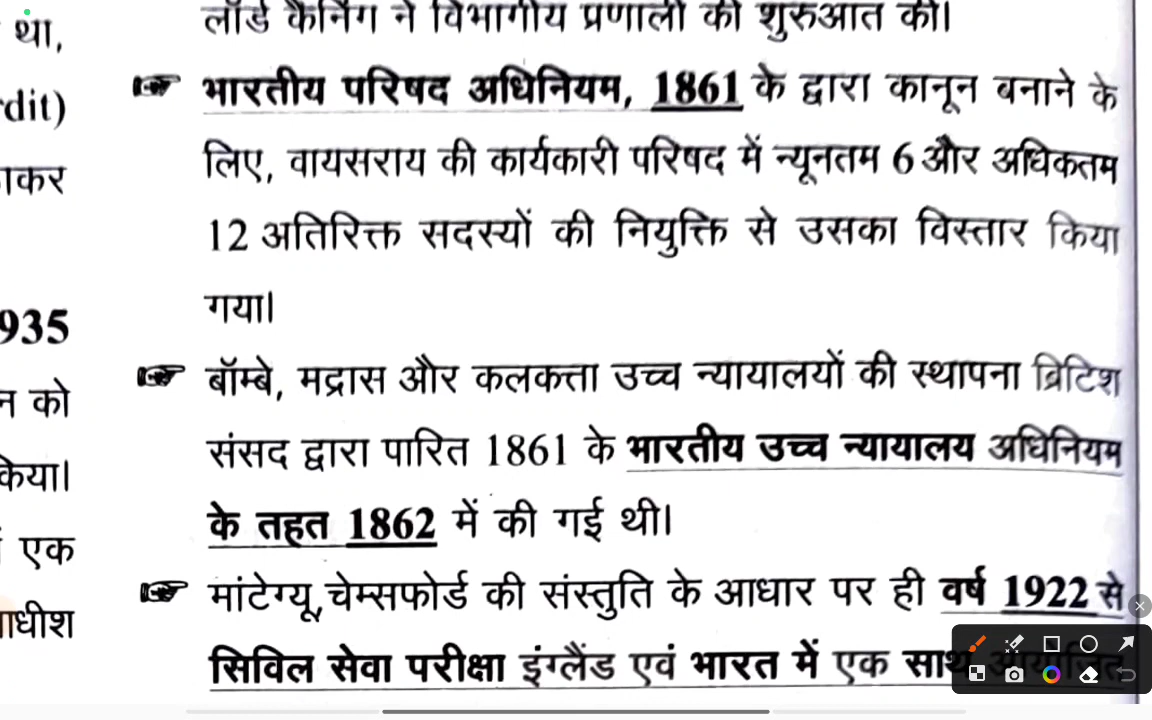 था,
dit)
ाकर
935
न को
किया।
एक
ाधीश
लॉर्ड कैनिंग ने विभागीय प्रणाली की शुरुआत की।
भारतीय परिषद अधिनियम, 1861 के द्वारा कानून बनाने के
लिए, वायसराय की कार्यकारी परिषद में न्यूनतम 6 और अधिकतम
12 अतिरिक्त सदस्यों की नियुक्ति से उसका विस्तार किया
गया।
बॉम्बे, मद्रास और कलकत्ता उच्च न्यायालयों की स्थापना ब्रिटिश
संसद द्वारा पारित 1861 के भारतीय उच्च न्यायालय अधिनियम
के तहत 1862 में की गई थी।
मांटेग्यू चेम्सफोर्ड की संस्तुति के आधार पर ही वर्ष 1922 से
सिविल सेवा परीक्षा इंग्लैंड एवं भारत में एक साथ